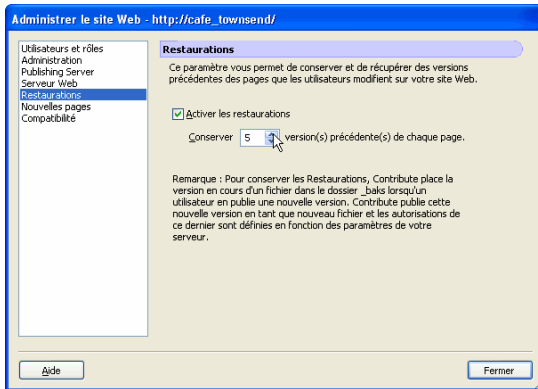 Administrer le site Web - http://cafe_townsend/
Utilisateurs et rôles
Administration
Publishing Server
Serveur Web
Restaurations
Nouvelles pages
Compatibilité
Restaurations
Ce paramètre vous permet de conserver et de récupérer des versions
précédentes des pages que les utilisateurs modifient sur votre site Web.
Activer les restaurations
Conserver 5 version(s) précédente(s) de chaque page.
Remarque : Pour conserver les Restaurations, Contribute place la
version en cours d'un fichier dans le dossier _baks lorsqu'un
utilisateur en publie une nouvelle version. Contribute publie cette
nouvelle version en tant que nouveau fichier et les autorisations de
ce dernier sont définies en fonction des paramètres de votre
serveur.
Aide
Fermer